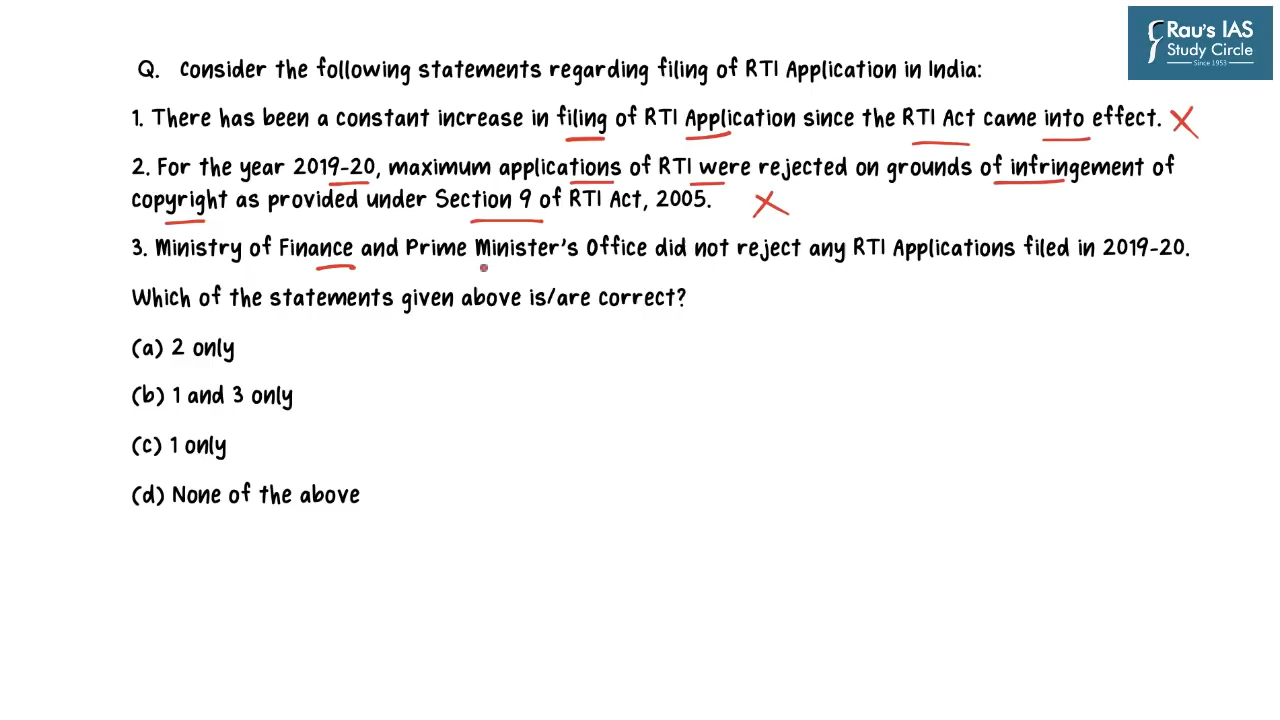 Rau's IAS
Study Circle
Since 1953
Q. Consider the following statements regarding filing of RTI Application in India:
1. There has been a constant increase in filing of RTI Application since the RTI Act came into effect.
2. For the year 2019-20, maximum applications of RTI were rejected on grounds of infringement of
copyright as provided under Section 9 of RTI Act, 2005.
3. Ministry of Finance and Prime Minister's Office did not reject any RTI Applications filed in 2019-20.
Which of the statements given above is/are correct?
(a) 2 only
(b) 1 and 3 only
(c) 1 only
(d) None of the above